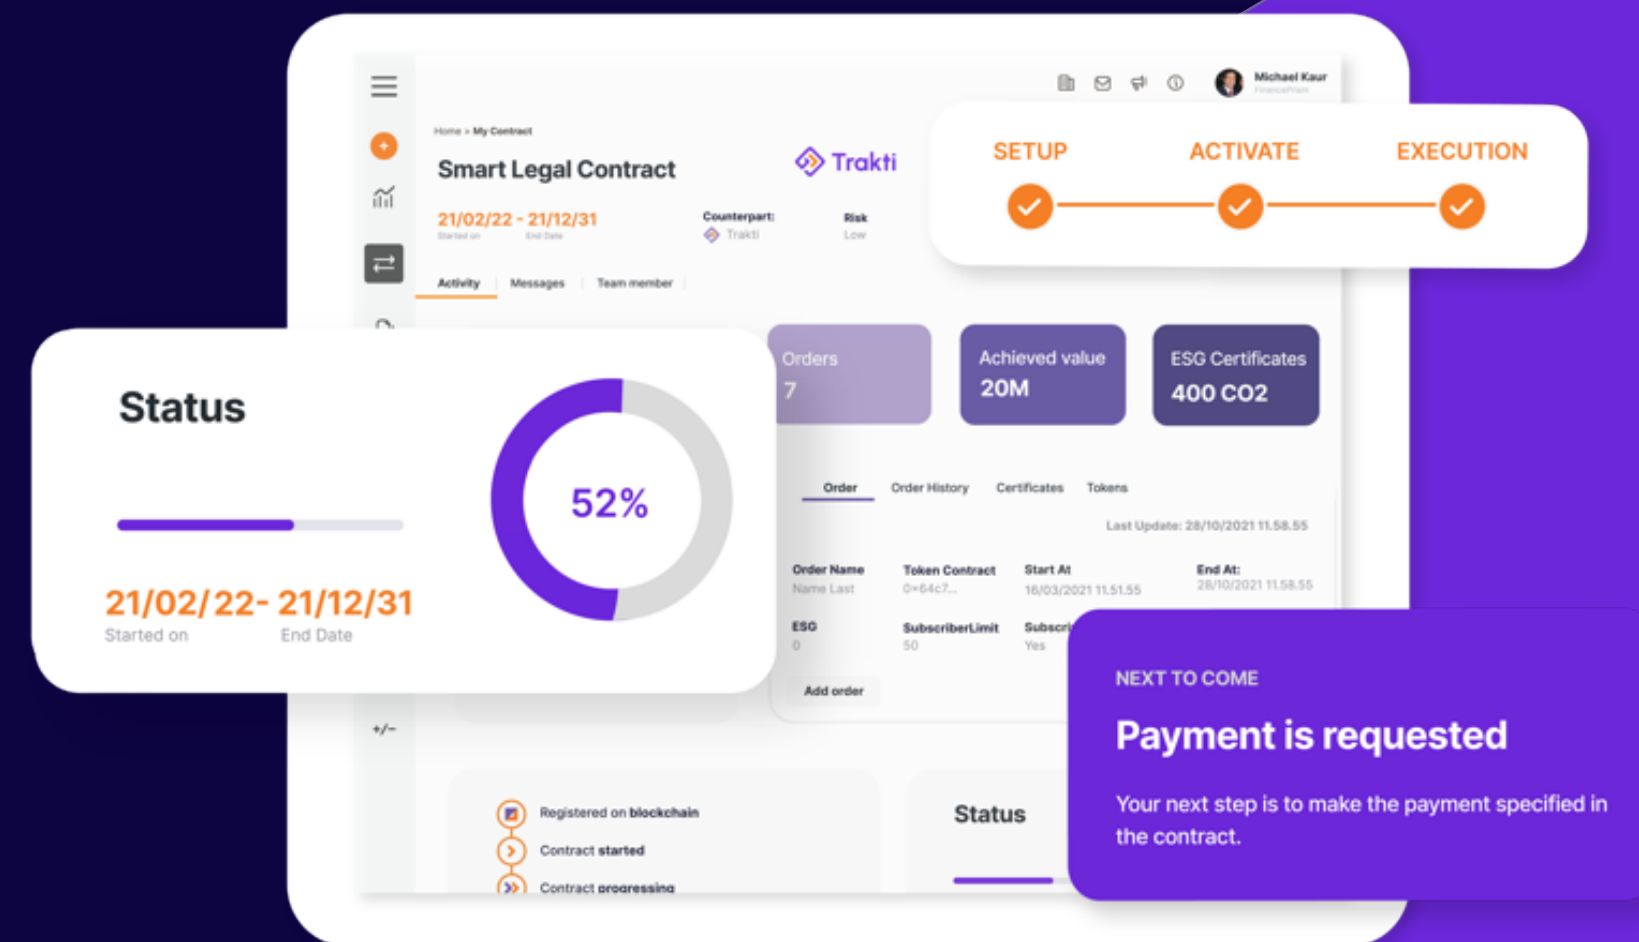 Michael Kaur
FinancePrism
Home > My Contract
Smart Legal Contract
Trakti
SETUP
ACTIVATE
EXECUTION
21/02/22 - 21/12/31
Started on
End Date
Counterpart:
Trakti
Risk
Low
Activity
Messages
Team member
Status
52%
21/02/ 22- 21/12/31
Started on
End Date
Orders
7
Achieved value
20M
ESG Certificates
400 CO2
Order
Order History
Certificates
Tokens
Last Update: 28/10/2021 11.58.55
Order Name
Name Last
Token Contract
0x64c7...
Start At
16/03/2021 11.51.55
End At:
28/10/2021 11.58.55
ESG
0
SubscriberLimit
50
Subscri
Yes
Add order
+/-
NEXT TO COME
Payment is requested
Your next step is to make the payment specified in
the contract.
Registered on blockchain
Contract started
Contract progressing
Status